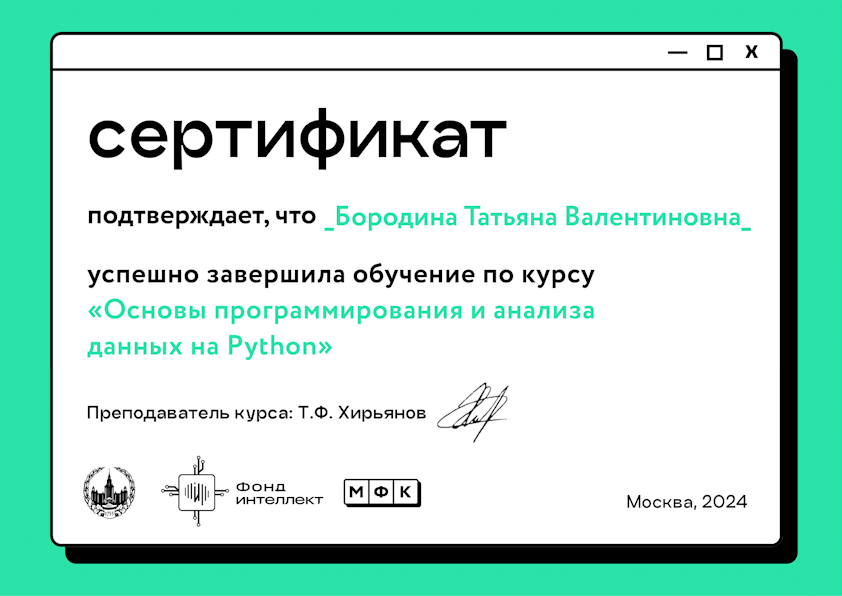 сертификат
подтверждает, что _Бородина Татьяна Валентиновна_
успешно завершила обучение по курсу
«Основы программирования и анализа
данных на Python»
Преподаватель курса: Т.Ф. Хирьянов
Фонд
интеллект
МФК
Москва, 2024